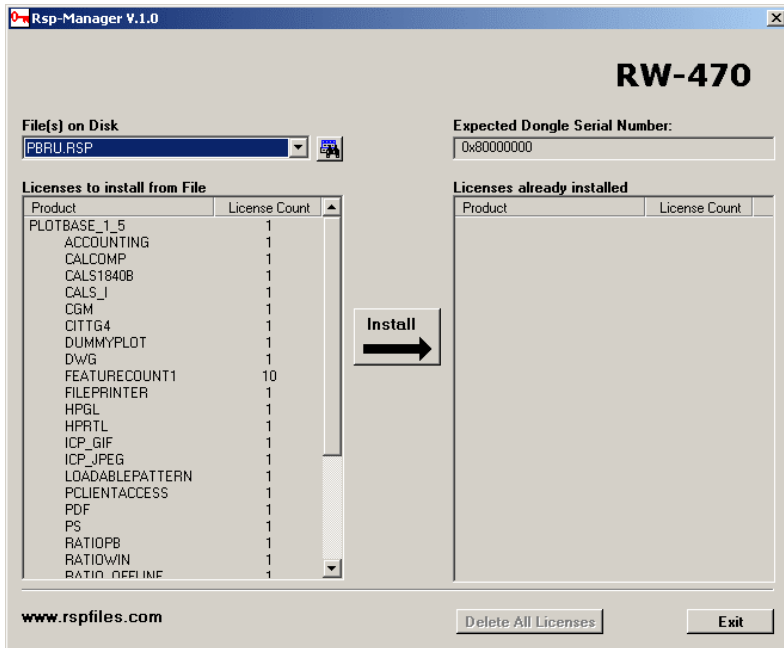 Rsp-Manager V.1.0
RW-470
File(s) on Disk
PBRU.RSP
Expected Dongle Serial Number:
0x80000000
Licenses to install from File
Product License Count
PLOTBASE_1_5 1
ACCOUNTING 1
CALCOMP 1
CALS1840B 1
CALS_I 1
CGM 1
CITTG4 1
DUMMYPLOT 1
DWG 1
FEATURECOUNT1 10
FILEPRINTER 1
HPGL 1
HPRTL 1
ICP_GIF 1
ICP_JPEG 1
LOADABLEPATTERN 1
PCLIENTACCESS 1
PDF 1
PS 1
RATIOPB 1
RATIOWIN 1
RATIO_OFFLINE 1
Install
Licenses already installed
Product License Count
www.rspfiles.com
Delete All Licenses
Exit